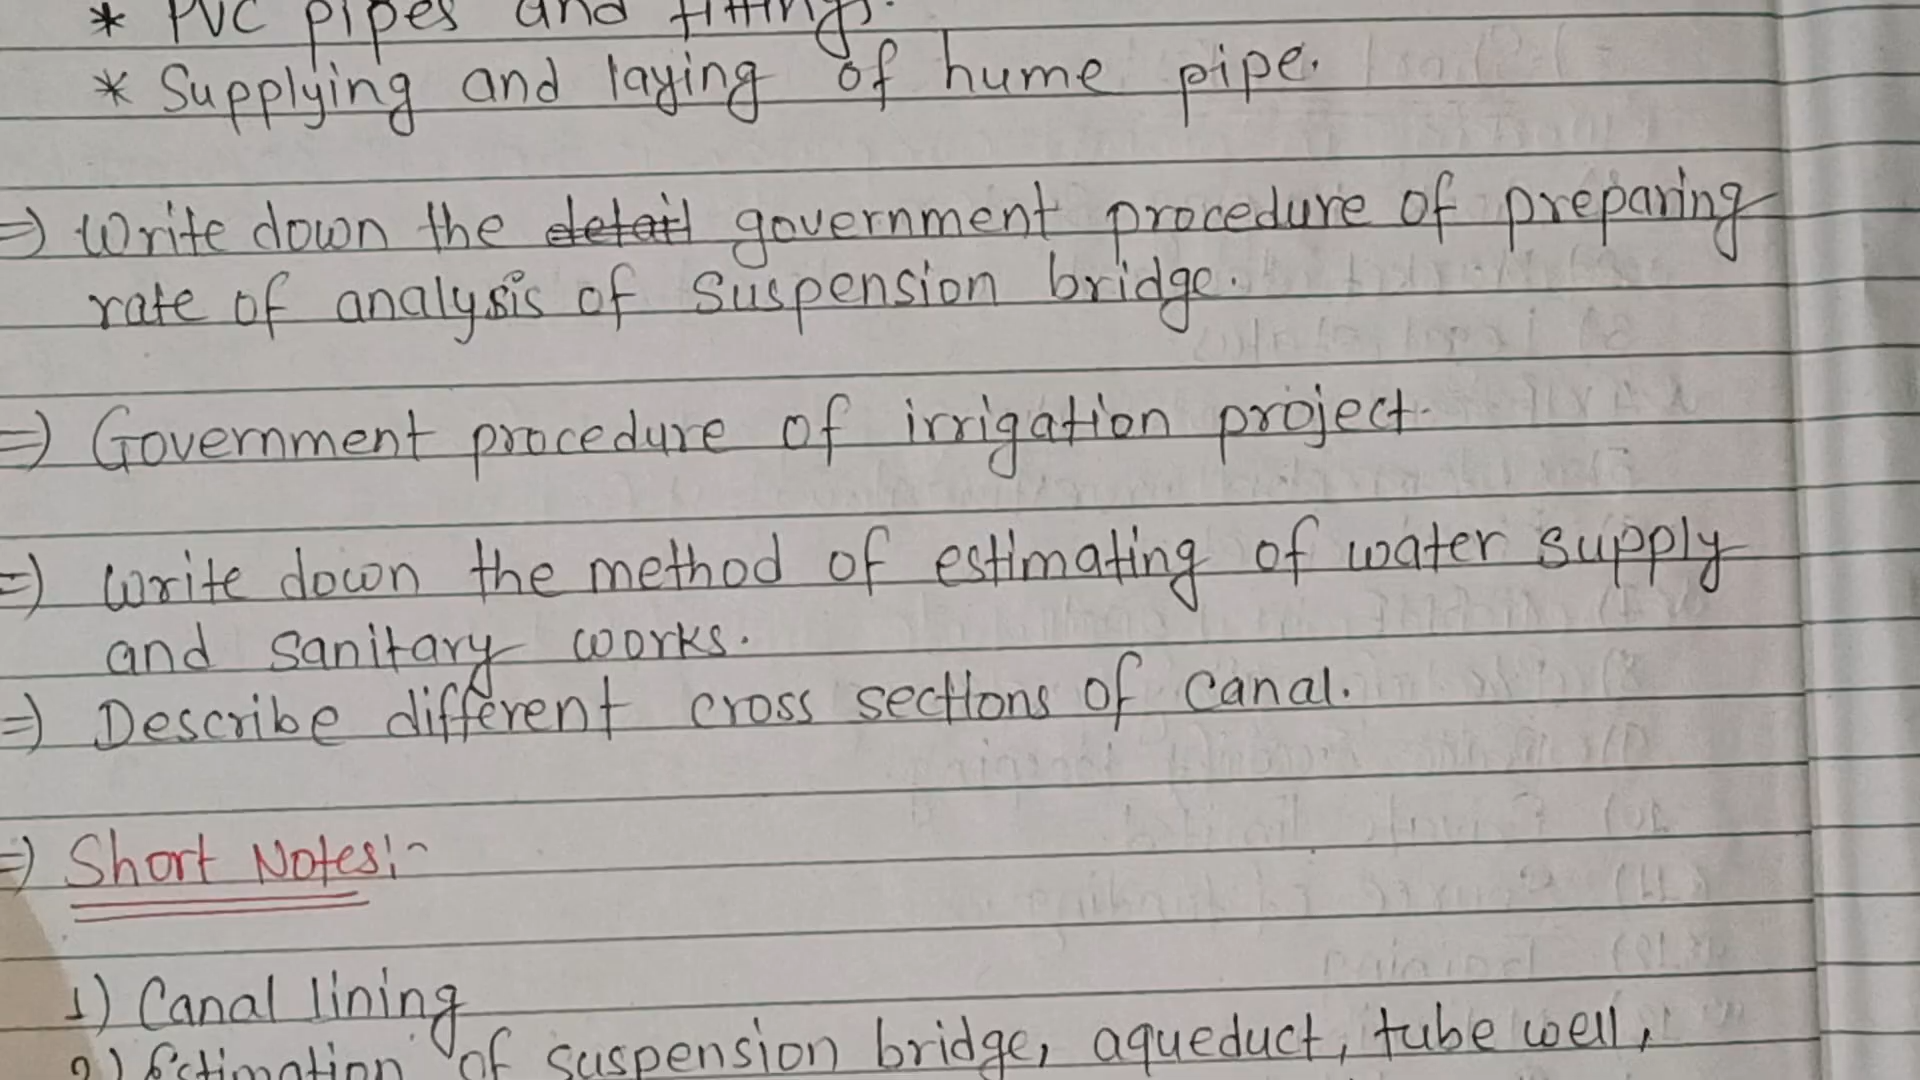 * PVC pipes and fittings.
* Supplying and laying of hume pipe.
=) Write down the detail government procedure of preparing
rate of analysis of suspension bridge.
=) Government procedure of irrigation project.
=) Write down the method of estimating of water supply
and sanitary works.
=) Describe different cross sections of canal.
=) Short Notes:-
1) Canal lining
2) Estimation of suspension bridge, aqueduct, tube well,